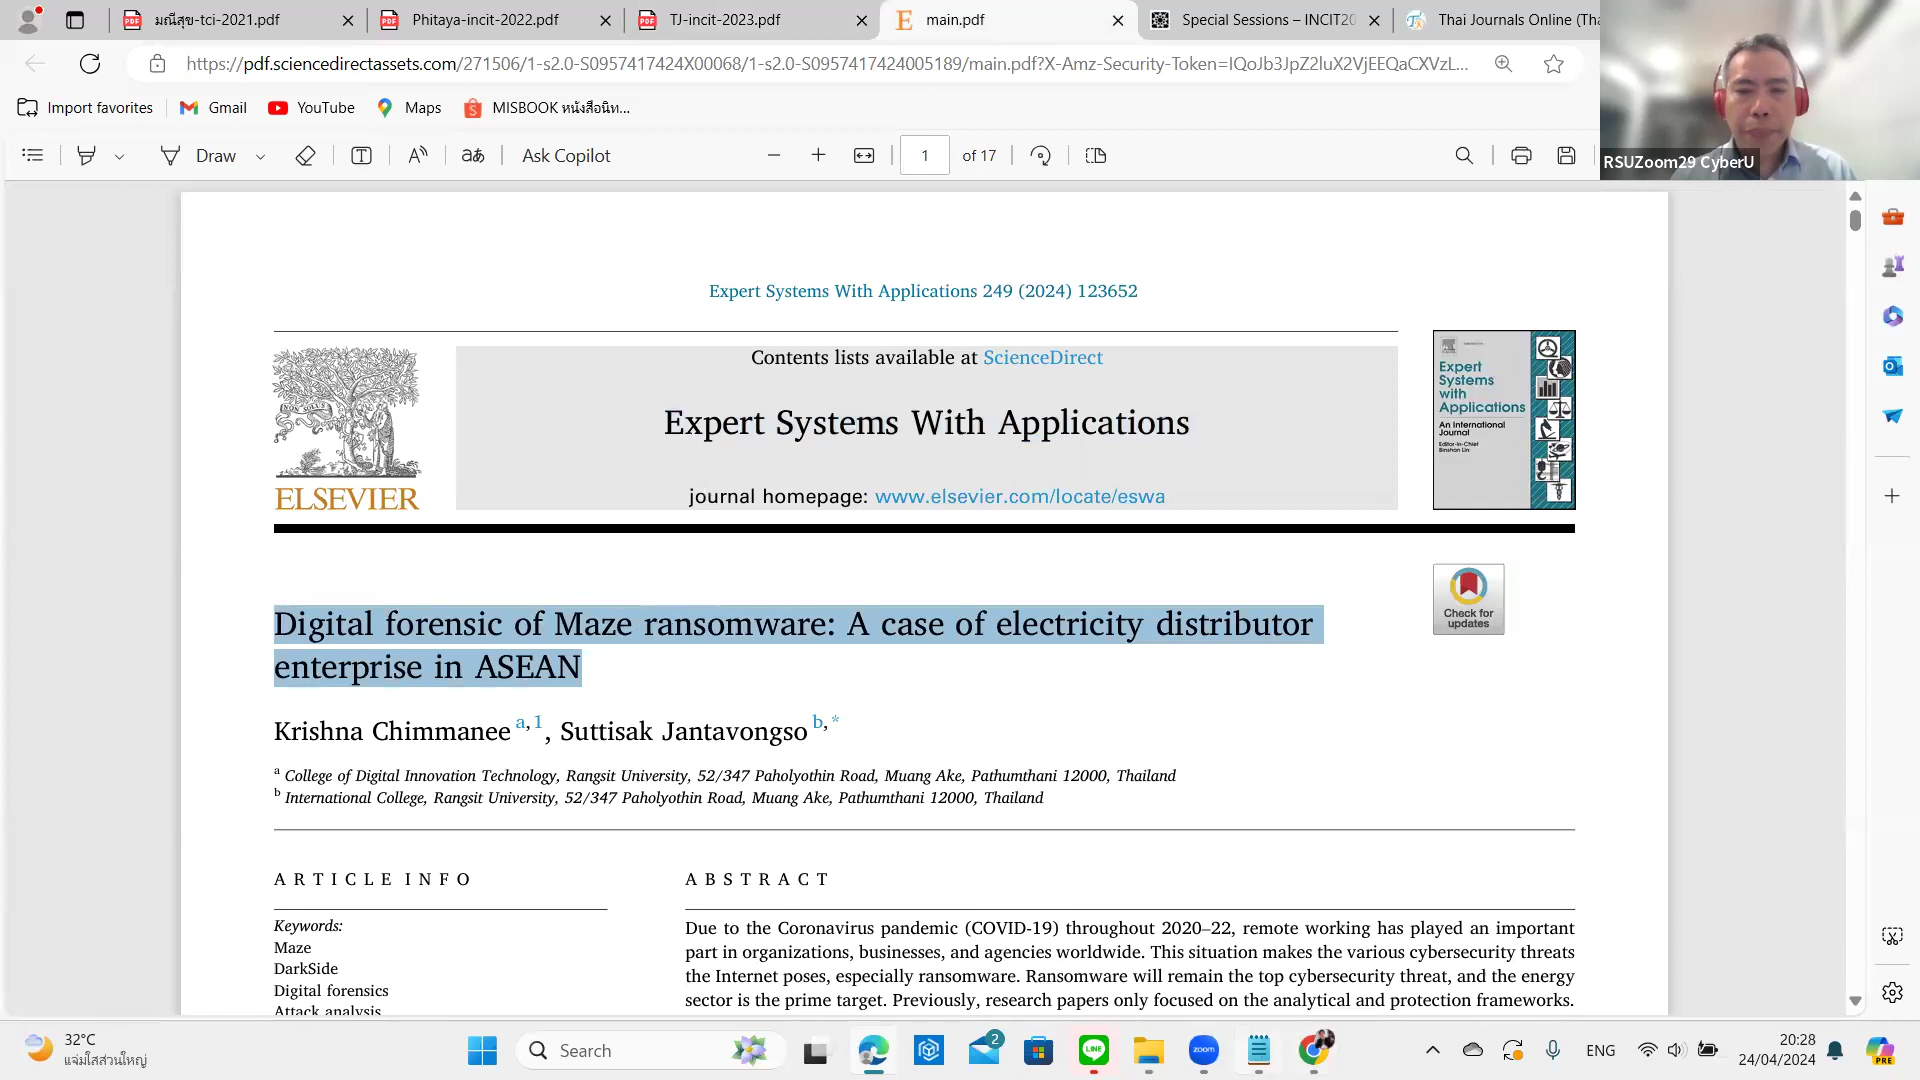 มณีสุข-tci-2021.pdf
Phitaya-incit-2022.pdf
TJ-incit-2023.pdf
main.pdf
Special Sessions – INCIT20
Thai Journals Online (Tha
https://pdf.sciencedirectassets.com/271506/1-s2.0-S0957417424X00068/1-s2.0-S0957417424005189/main.pdf?X-Amz-Security-Token=IQoJb3JpZ2luX2VjEEQaCXVzL...
Import favorites
Gmail
YouTube
Maps
MISBOOK หนังสือนิท...
Draw
Ask Copilot
1
of 17
RSUZoom29 CyberU
Expert Systems With Applications 249 (2024) 123652
Contents lists available at ScienceDirect
Expert Systems With Applications
journal homepage: www.elsevier.com/locate/eswa
ELSEVIER
Expert
Systems
with
Applications
An International
Journal
Editor-in-Chief
Binshan Lin
Check for
updates
Digital forensic of Maze ransomware: A case of electricity distributor
enterprise in ASEAN
Krishna Chimmanee a,1, Suttisak Jantavongso b,*
a College of Digital Innovation Technology, Rangsit University, 52/347 Paholyothin Road, Muang Ake, Pathumthani 12000, Thailand
b International College, Rangsit University, 52/347 Paholyothin Road, Muang Ake, Pathumthani 12000, Thailand
ARTICLE INFO
Keywords:
Maze
DarkSide
Digital forensics
Attack analysis
ABSTRACT
Due to the Coronavirus pandemic (COVID-19) throughout 2020–22, remote working has played an important
part in organizations, businesses, and agencies worldwide. This situation makes the various cybersecurity threats
the Internet poses, especially ransomware. Ransomware will remain the top cybersecurity threat, and the energy
sector is the prime target. Previously, research papers only focused on the analytical and protection frameworks.
32°C
แจ่มใสส่วนใหญ่
Search
2
LINE
zoom
ENG
20:28
24/04/2024
PRE